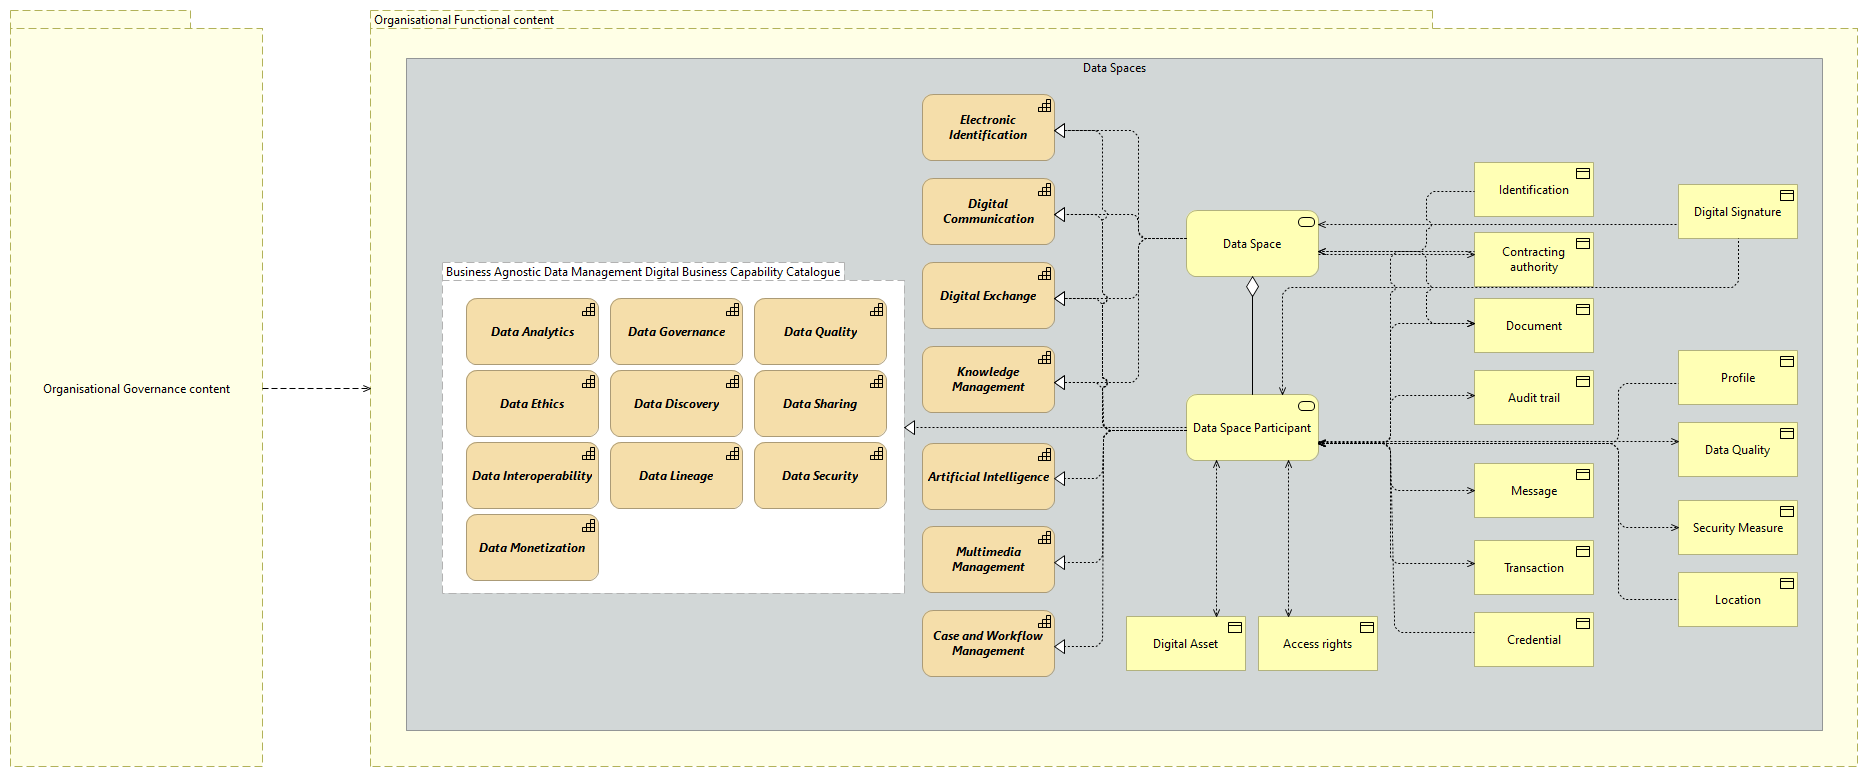 Organisational Governance content
Organisational Functional content
Data Spaces
Business Agnostic Data Management Digital Business Capability Catalogue
Data Analytics
Data Governance
Data Quality
Data Ethics
Data Discovery
Data Sharing
Data Interoperability
Data Lineage
Data Security
Data Monetization
Electronic
Identification
Digital
Communication
Digital Exchange
Knowledge
Management
Artificial Intelligence
Multimedia
Management
Case and Workflow
Management
Data Space
Data Space Participant
Digital Asset
Access rights
Identification
Contracting
authority
Document
Audit trail
Message
Transaction
Credential
Digital Signature
Profile
Data Quality
Security Measure
Location